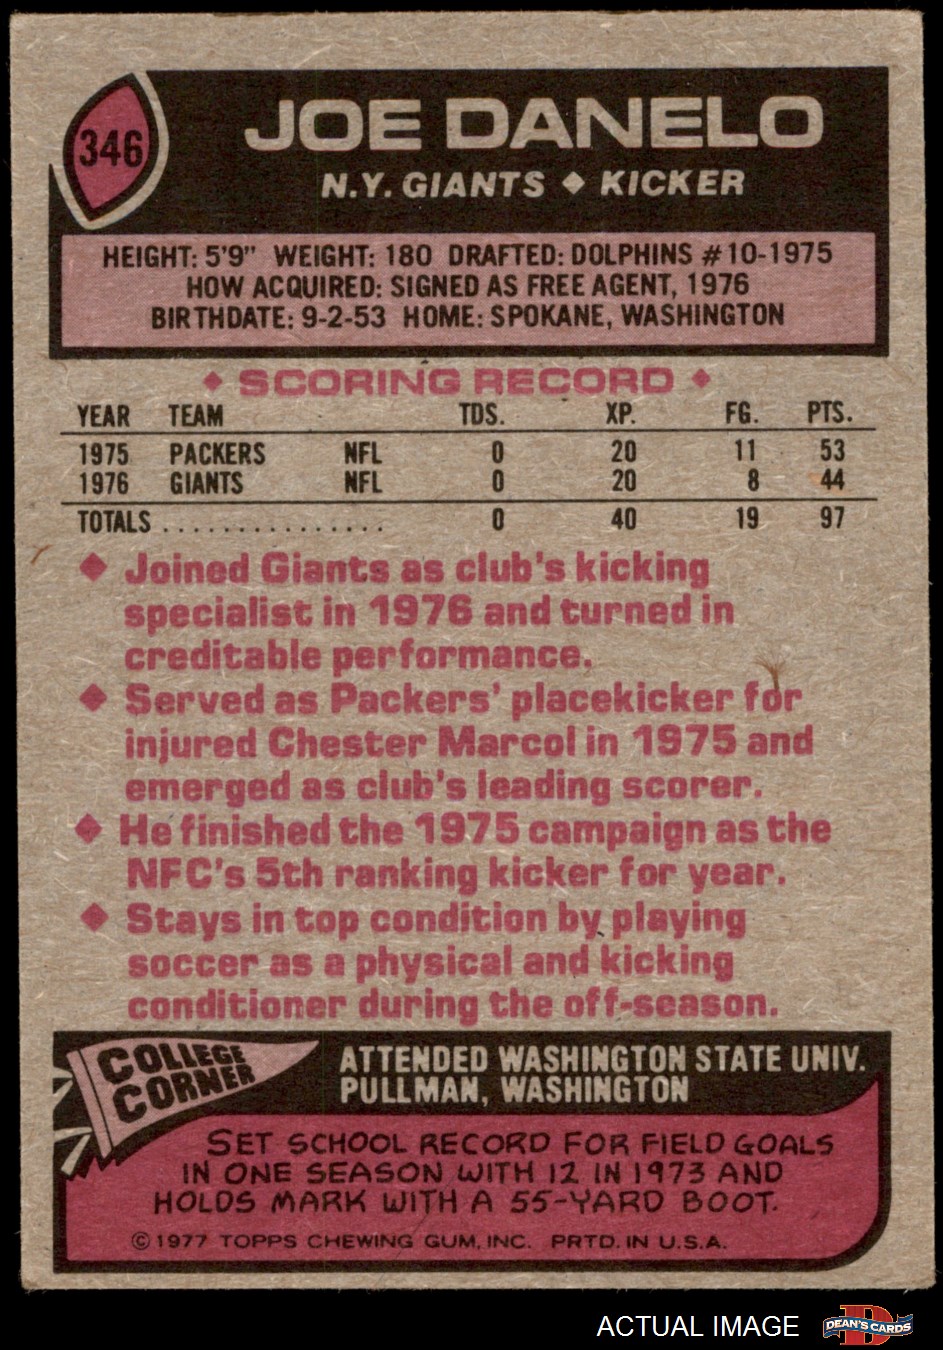 346
JOE DANELO
N.Y. GIANTS ◆ KICKER
HEIGHT: 5'9" WEIGHT: 180 DRAFTED: DOLPHINS #10-1975
HOW ACQUIRED: SIGNED AS FREE AGENT, 1976
BIRTHDATE: 9-2-53 HOME: SPOKANE, WASHINGTON
◆ SCORING RECORD ◆
YEAR TEAM TDS. XP. FG. PTS.
1975 PACKERS NFL 0 20 11 53
1976 GIANTS NFL 0 20 8 44
TOTALS . . . . . . . . . . . . . . . 0 40 19 97
◆ Joined Giants as club's kicking
specialist in 1976 and turned in
creditable performance.
◆ Served as Packers' placekicker for
injured Chester Marcol in 1975 and
emerged as club's leading scorer.
◆ He finished the 1975 campaign as the
NFC's 5th ranking kicker for year.
◆ Stays in top condition by playing
soccer as a physical and kicking
conditioner during the off-season.
COLLEGE
CORNER
ATTENDED WASHINGTON STATE UNIV.
PULLMAN, WASHINGTON
SET SCHOOL RECORD FOR FIELD GOALS
IN ONE SEASON WITH 12 IN 1973 AND
HOLDS MARK WITH A 55-YARD BOOT.
© 1977 TOPPS CHEWING GUM, INC. PRTD. IN U.S.A.
ACTUAL IMAGE
D
DEAN'S CARDS